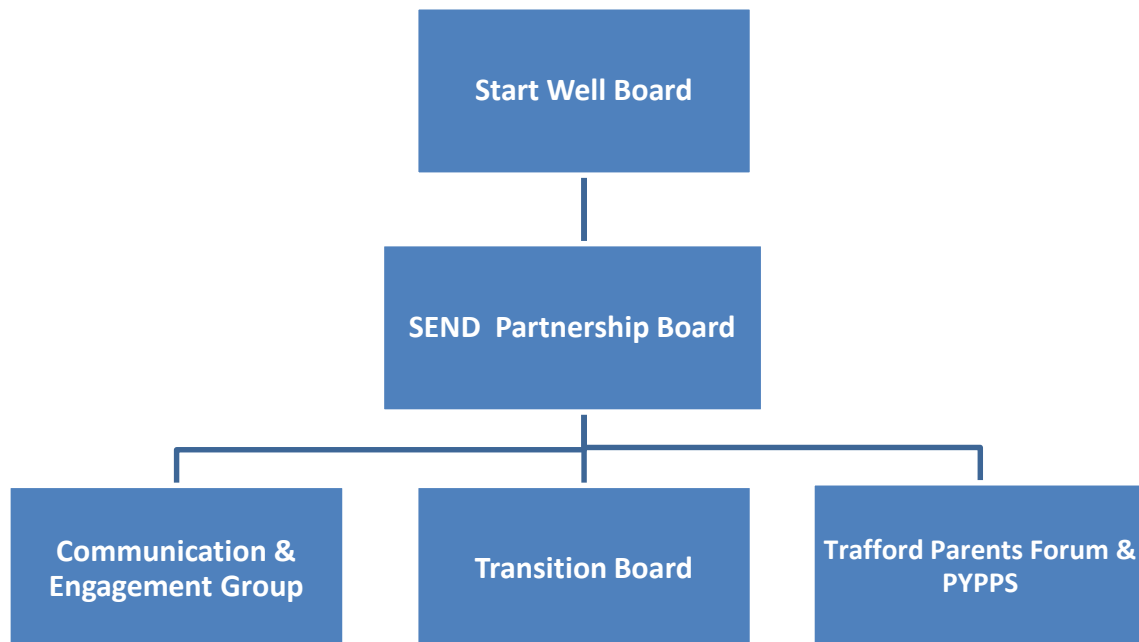 Start Well Board
SEND  Partnership Board
Communication &
Engagement Group
Transition Board
Trafford Parents Forum &
PYPPS